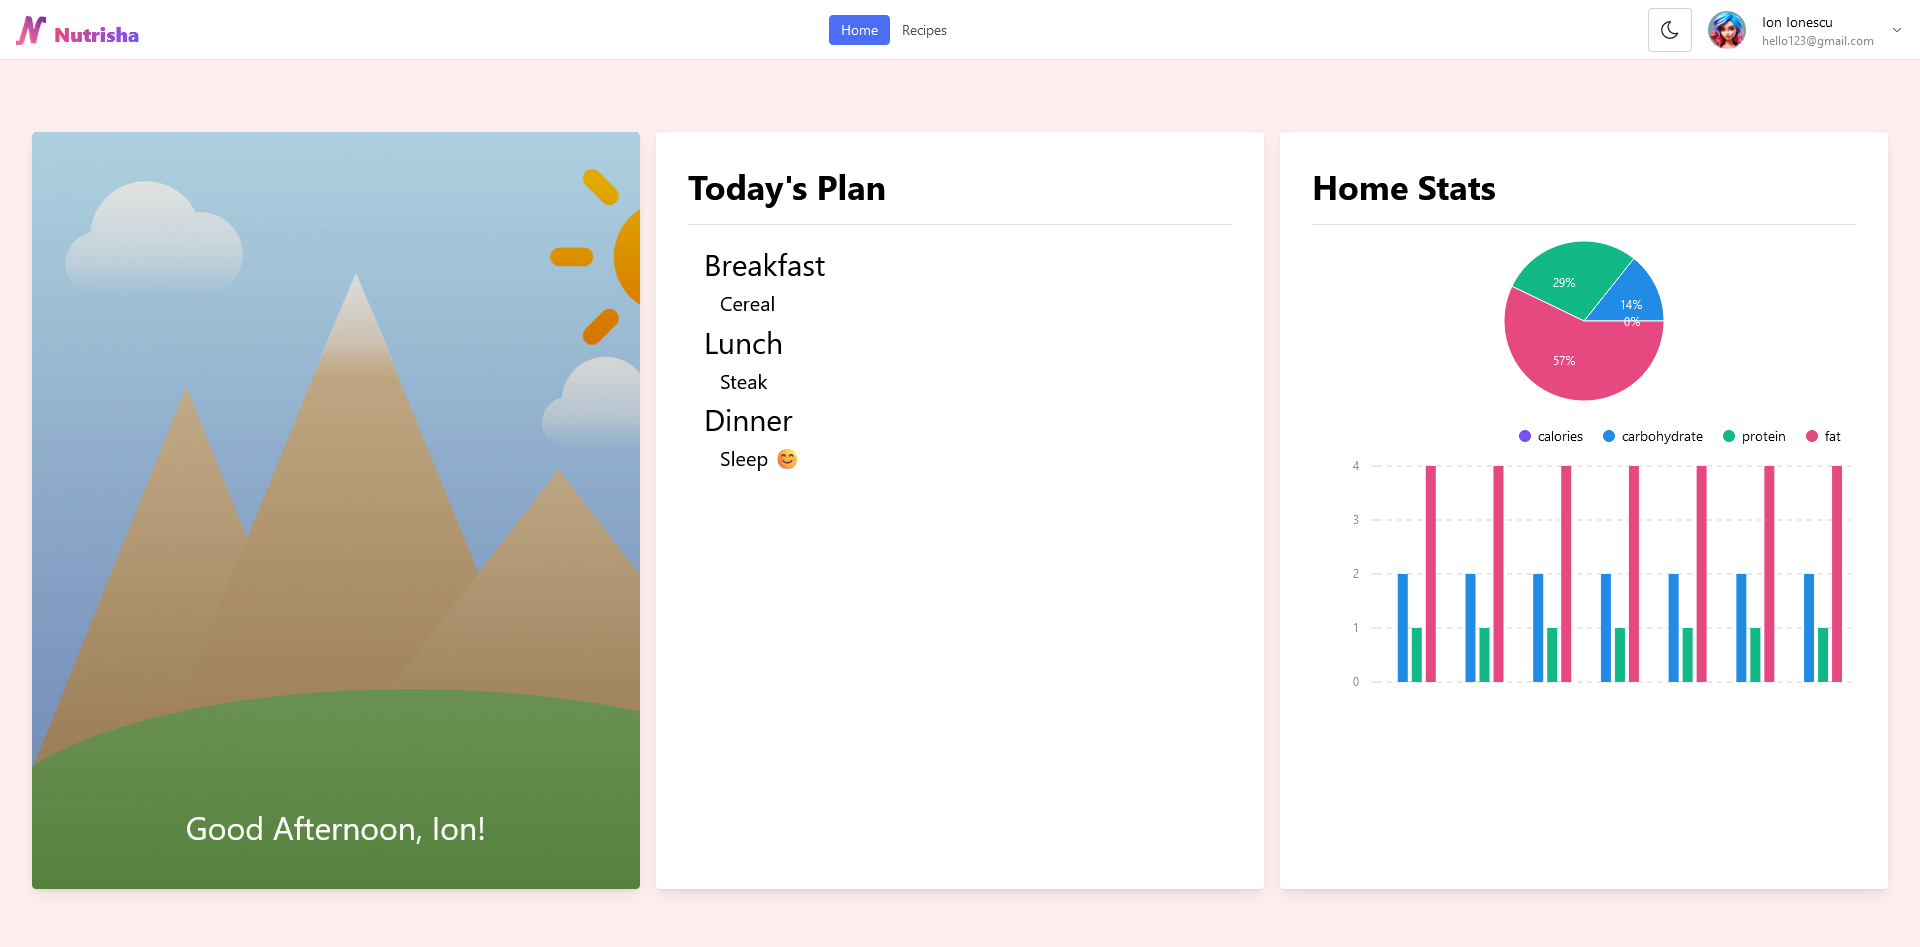 Nutrisha
Home Recipes
Ion Ionescu
hello123@gmail.com
Good Afternoon, Ion!
Today's Plan
Breakfast
Cereal
Lunch
Steak
Dinner
Sleep 😊
Home Stats
29%
14%
0%
57%
calories carbohydrate protein fat
4
3
2
1
0